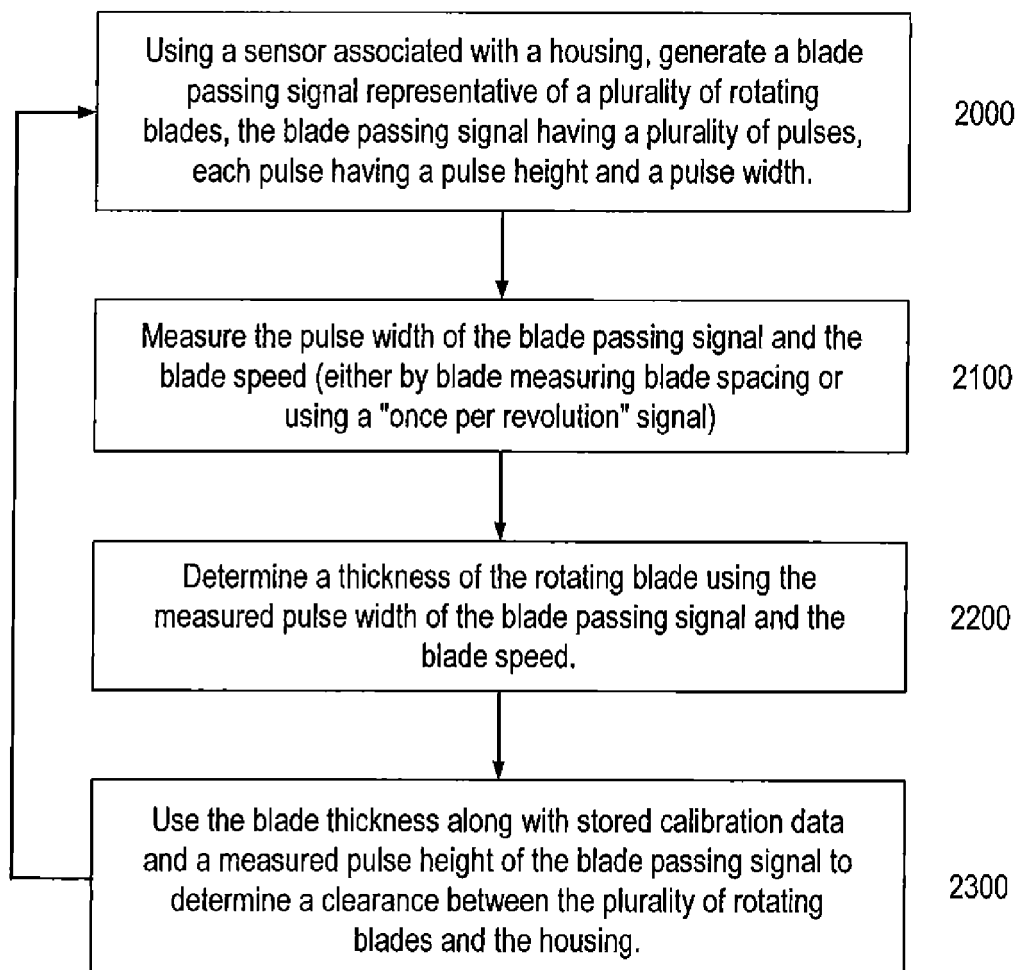 Using a sensor associated with a housing, generate a blade
passing signal representative of a plurality of rotating
blades, the blade passing signal having a plurality of pulses,
each pulse having a pulse height and a pulse width.
2000
Measure the pulse width of the blade passing signal and the
blade speed (either by blade measuring blade spacing or
using a "once per revolution" signal)
2100
Determine a thickness of the rotating blade using the
measured pulse width of the blade passing signal and the
blade speed.
2200
Use the blade thickness along with stored calibration data
and a measured pulse height of the blade passing signal to
determine a clearance between the plurality of rotating
blades and the housing.
2300